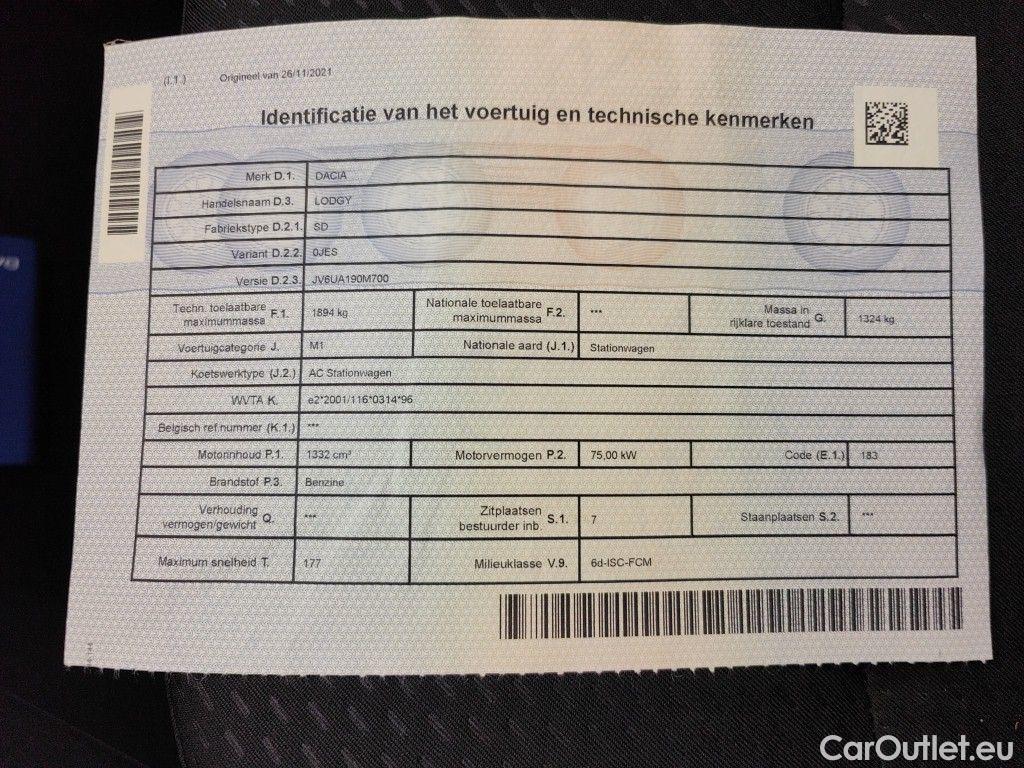 (I.1.) Origineel van 26/11/2021
Identificatie van het voertuig en technische kenmerken
Merk D.1. DACIA
Handelsnaam D.3. LODGY
Fabriekstype D.2.1. SD
Variant D.2.2. 0JES
Versie D.2.3. JV6UA190M700
Techn. toelaatbare maximummassa F.1. 1894 kg Nationale toelaatbare maximummassa F.2. *** Massa in rijklare toestand G. 1324 kg
Voertuigcategorie J. M1 Nationale aard (J.1.) Stationwagen
Koetswerktype (J.2.) AC Stationwagen
WVTA K. e2*2001/116*0314*96
Belgisch ref.nummer (K.1.) ***
Motorinhoud P.1. 1332 cm³ Motorvermogen P.2. 75,00 kW Code (E.1.) 183
Brandstof P.3. Benzine
Verhouding vermogen/gewicht Q. *** Zitplaatsen bestuurder inb. S.1. 7 Staanplaatsen S.2. ***
Maximum snelheid T. 177 Milieuklasse V.9. 6d-ISC-FCM
CarOutlet.eu